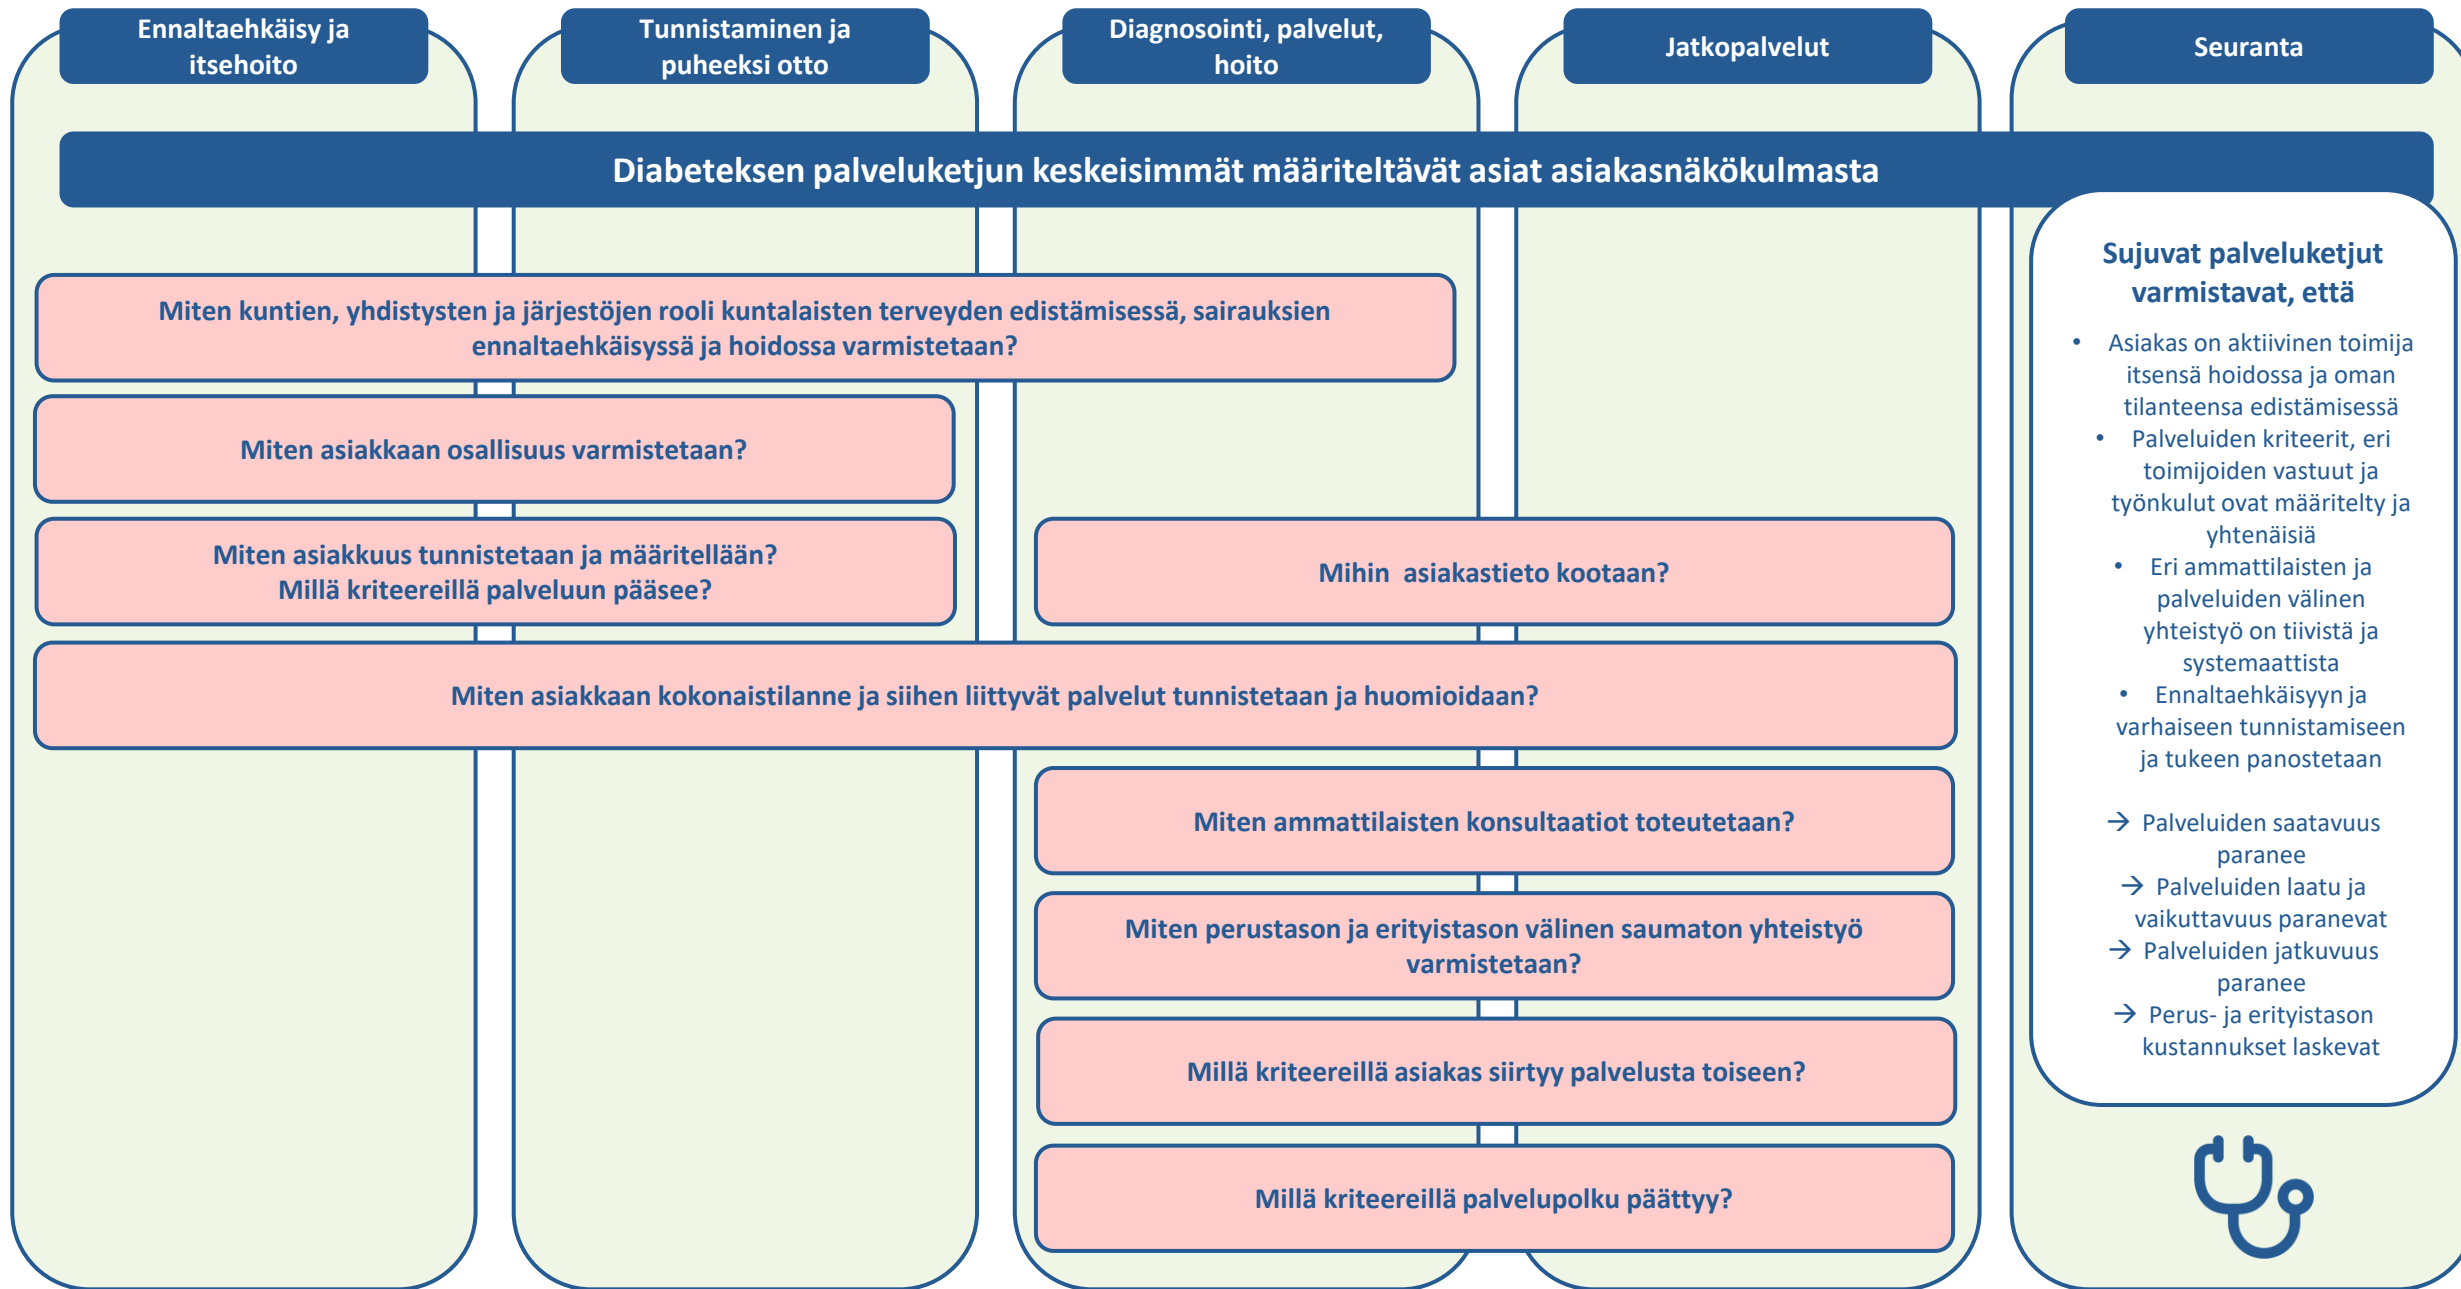 Ennaltaehkäisy ja
itsehoito
Tunnistaminen ja
puheeksi otto
Diagnosointi, palvelut,
hoito
Jatkopalvelut
Seuranta
Diabeteksen palveluketjun keskeisimmät määriteltävät asiat asiakasnäkökulmasta
Miten kuntien, yhdistysten ja järjestöjen rooli kuntalaisten terveyden edistämisessä, sairauksien
ennaltaehkäisyssä ja hoidossa varmistetaan?
Miten asiakkaan osallisuus varmistetaan?
Miten asiakkuus tunnistetaan ja määritellään?
Millä kriteereillä palveluun pääsee?
Mihin  asiakastieto kootaan?
Miten asiakkaan kokonaistilanne ja siihen liittyvät palvelut tunnistetaan ja huomioidaan?
Miten ammattilaisten konsultaatiot toteutetaan?
Miten perustason ja erityistason välinen saumaton yhteistyö
varmistetaan?
Millä kriteereillä asiakas siirtyy palvelusta toiseen?
Millä kriteereillä palvelupolku päättyy?
Sujuvat palveluketjut
varmistavat, että
• Asiakas on aktiivinen toimija
itsensä hoidossa ja oman
tilanteensa edistämisessä
• Palveluiden kriteerit, eri
toimijoiden vastuut ja
työnkulut ovat määritelty ja
yhtenäisiä
• Eri ammattilaisten ja
palveluiden välinen
yhteistyö on tiivistä ja
systemaattista
• Ennaltaehkäisyyn ja
varhaiseen tunnistamiseen
ja tukeen panostetaan
→ Palveluiden saatavuus
paranee
→ Palveluiden laatu ja
vaikuttavuus paranevat
→ Palveluiden jatkuvuus
paranee
→ Perus- ja erityistason
kustannukset laskevat